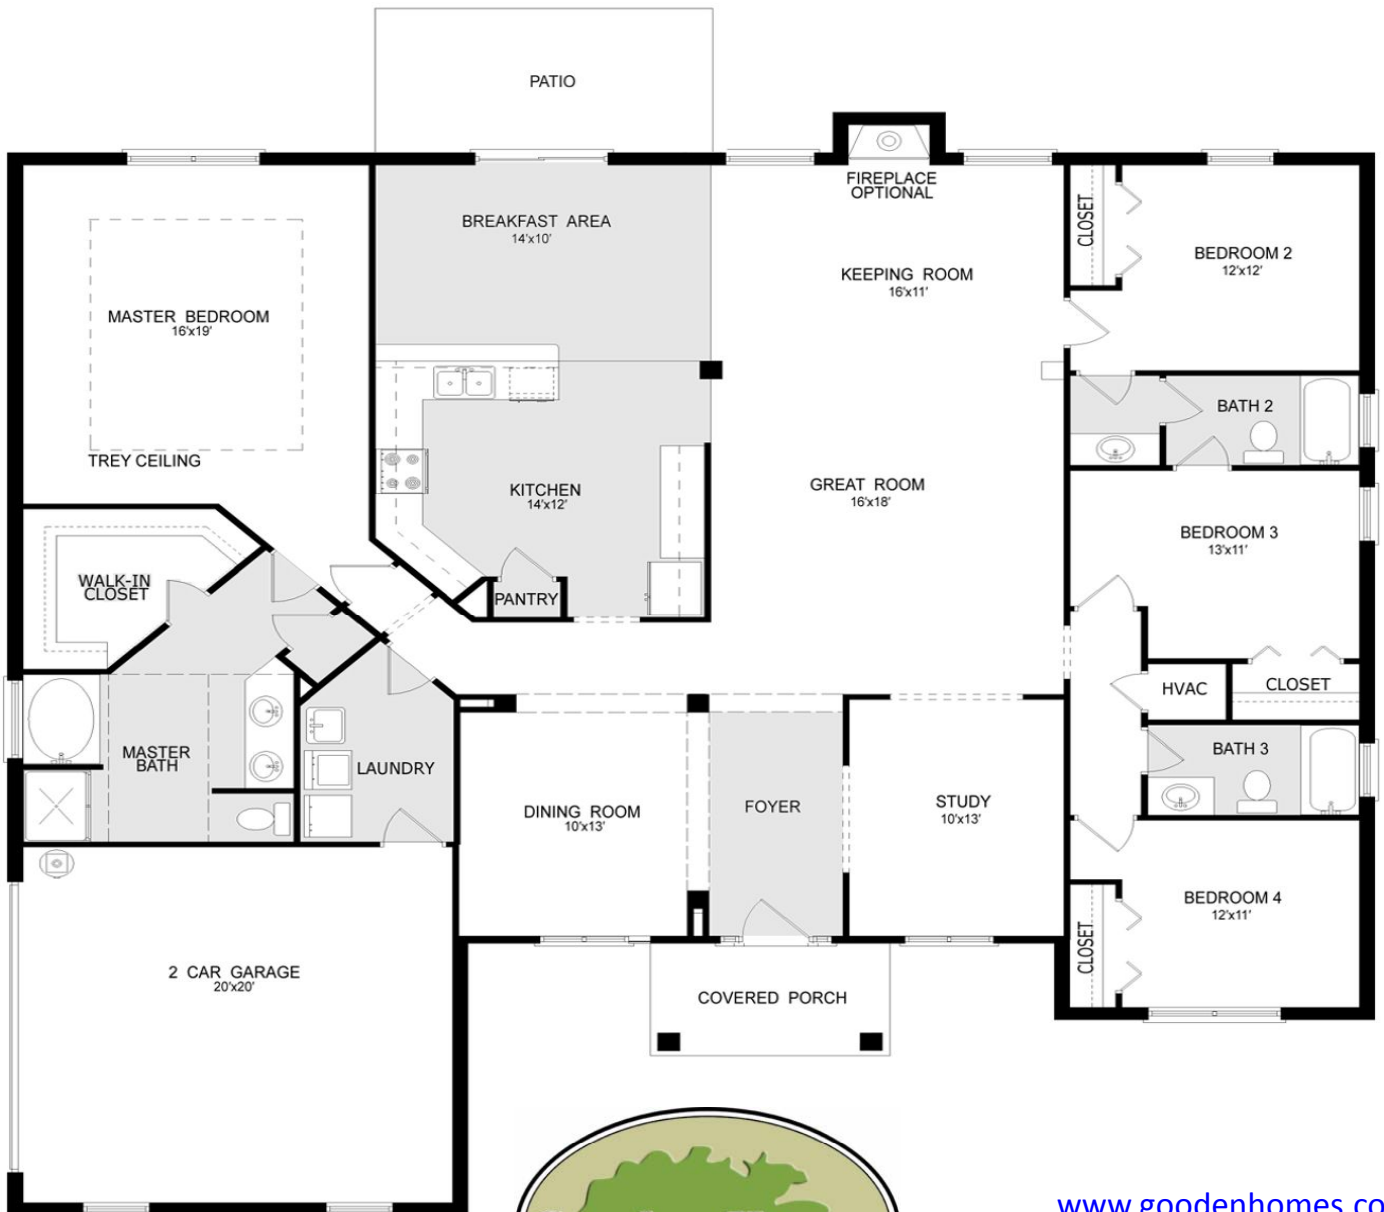 PATIO
FIREPLACE
OPTIONAL
CLOSET
BREAKFAST AREA
14'x10'
BEDROOM 2
12'x12'
KEEPING ROOM
16'x11'
MASTER BEDROOM
16'x19'
BATH 2
TREY CEILING
KITCHEN
14'x12'
GREAT ROOM
16'x18'
BEDROOM 3
13'x11'
WALK-IN
CLOSET
PANTRY
HVAC
CLOSET
MASTER
BATH
LAUNDRY
BATH 3
DINING ROOM
10'x13'
FOYER
STUDY
10'x13'
BEDROOM 4
12'x11'
CLOSET
2 CAR GARAGE
20'x20'
COVERED PORCH
www.goodenhomes.co